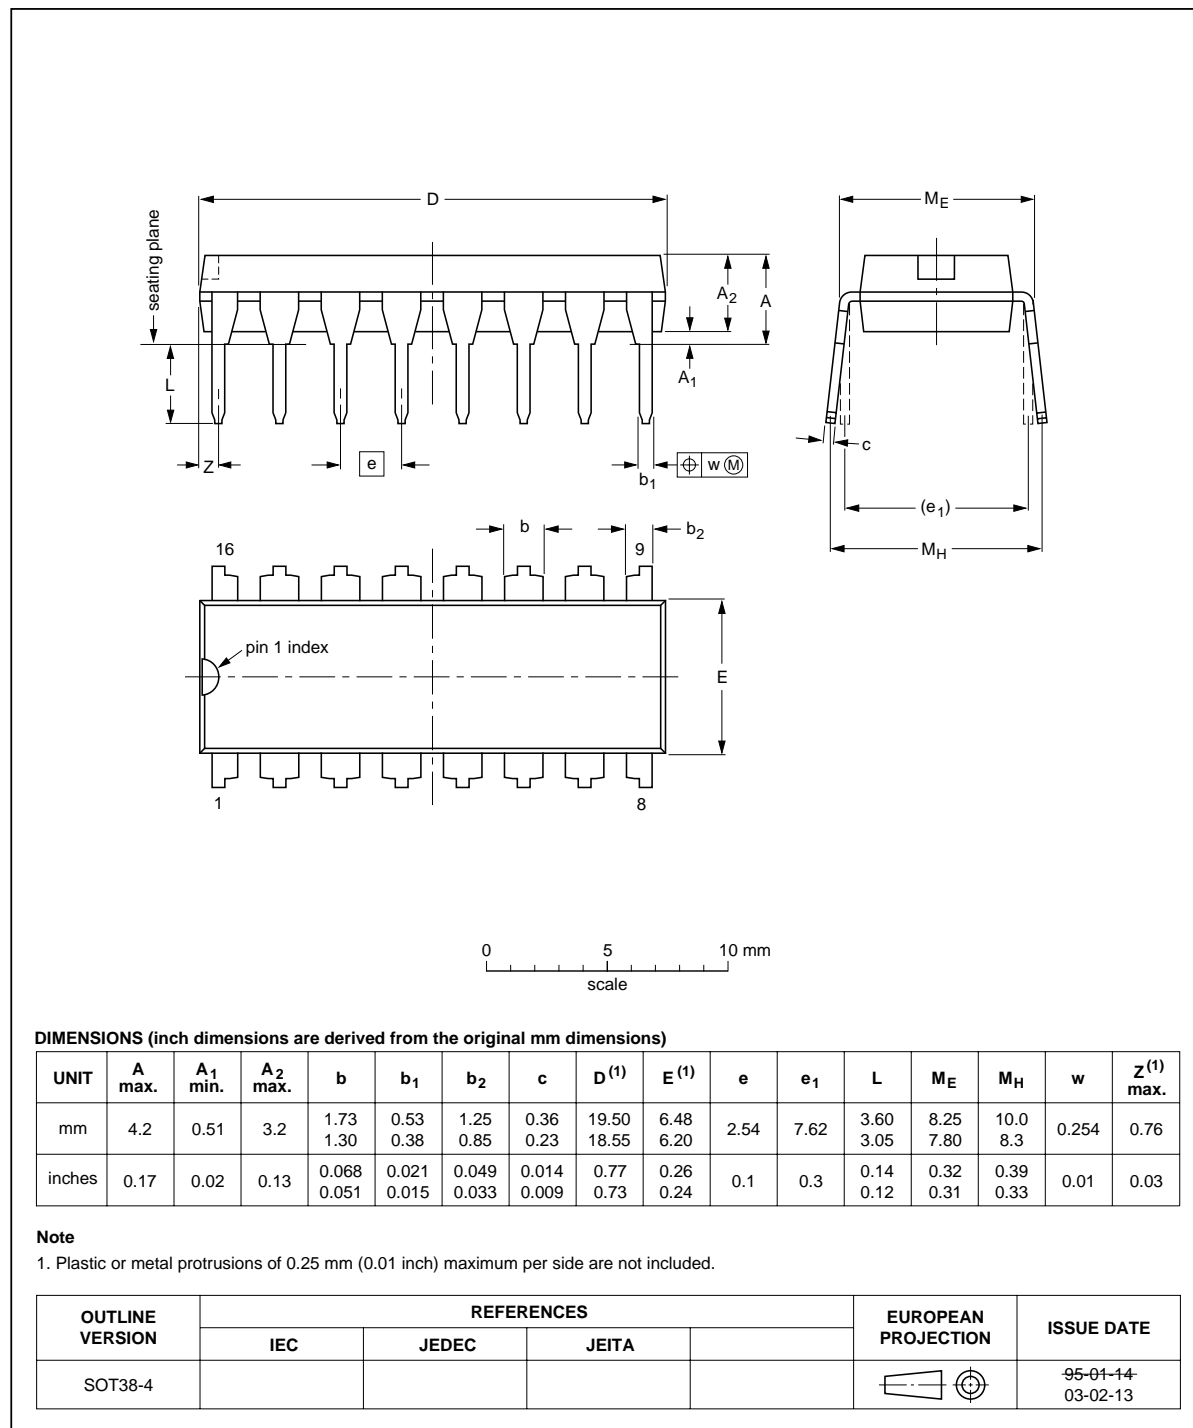 D
M_E
seating plane
A_2
A
L
A_1
c
Z
e
b_1
w M
(e_1)
M_H
b
b_2
16
9
pin 1 index
E
1
8
0
5
10 mm
scale
DIMENSIONS (inch dimensions are derived from the original mm dimensions)
UNIT A max. A1 min. A2 max. b b1 b2 c D(1) E(1) e e1 L ME MH w Z(1) max.
mm 4.2 0.51 3.2 1.73 1.30 0.53 0.38 1.25 0.85 0.36 0.23 19.50 18.55 6.48 6.20 2.54 7.62 3.60 3.05 8.25 7.80 10.0 8.3 0.254 0.76
inches 0.17 0.02 0.13 0.068 0.051 0.021 0.015 0.049 0.033 0.014 0.009 0.77 0.73 0.26 0.24 0.1 0.3 0.14 0.12 0.32 0.31 0.39 0.33 0.01 0.03
Note
1. Plastic or metal protrusions of 0.25 mm (0.01 inch) maximum per side are not included.
OUTLINE VERSION REFERENCES EUROPEAN PROJECTION ISSUE DATE
IEC JEDEC JEITA
SOT38-4 95-01-14
03-02-13